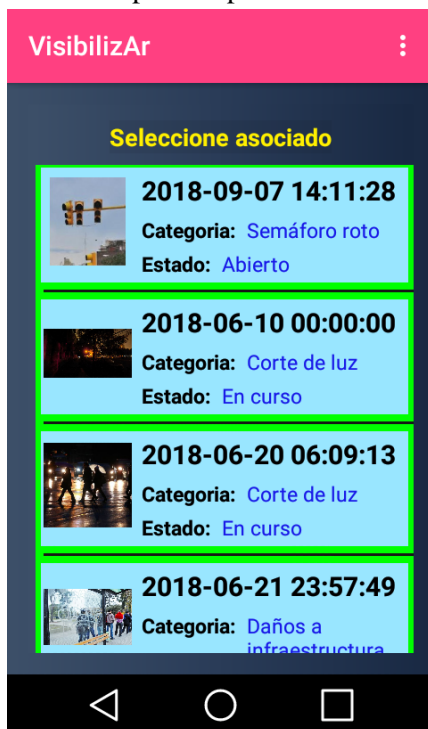 VisibilizAr
Seleccione asociado
2018-09-07 14:11:28
Categoria: Semáforo roto
Estado: Abierto
2018-06-10 00:00:00
Categoria: Corte de luz
Estado: En curso
2018-06-20 06:09:13
Categoria: Corte de luz
Estado: En curso
2018-06-21 23:57:49
Categoria: Daños a
infraestructura